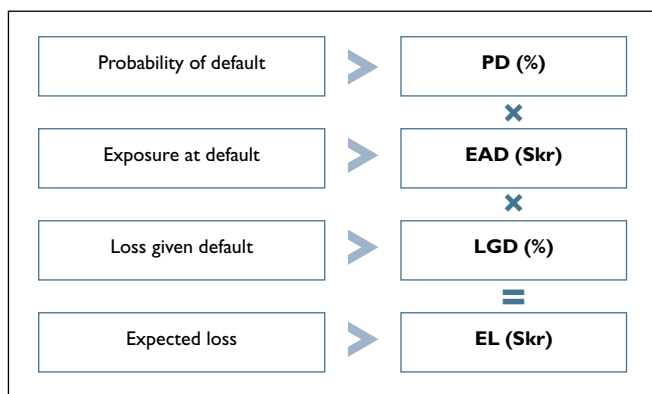 Probability of default
PD (%)
×
Exposure at default
EAD (Skr)
×
Loss given default
LGD (%)
=
Expected loss
EL (Skr)